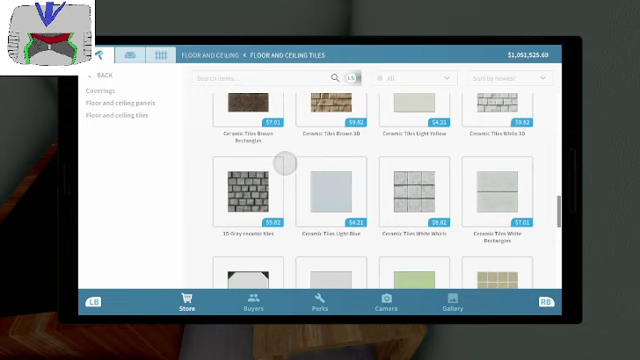 FLOOR AND CEILING < FLOOR AND CEILING TILES
$1,051,525.69
BACK
Search items...
LS
All
Sort by newest
Coverings
Floor and ceiling panels
Floor and ceiling tiles
$7.01
$9.82
$4.21
$9.82
Ceramic Tiles Brown Rectangles
Ceramic Tiles Brown 3D
Ceramic Tiles Light Yellow
Ceramic Tiles White 3D
$9.82
$4.21
$9.82
$7.01
3D Gray ceramic tiles
Ceramic Tiles Light Blue
Ceramic Tiles White Whirls
Ceramic Tiles White Rectangles
LB
Store
Buyers
Perks
Camera
Gallery
RB